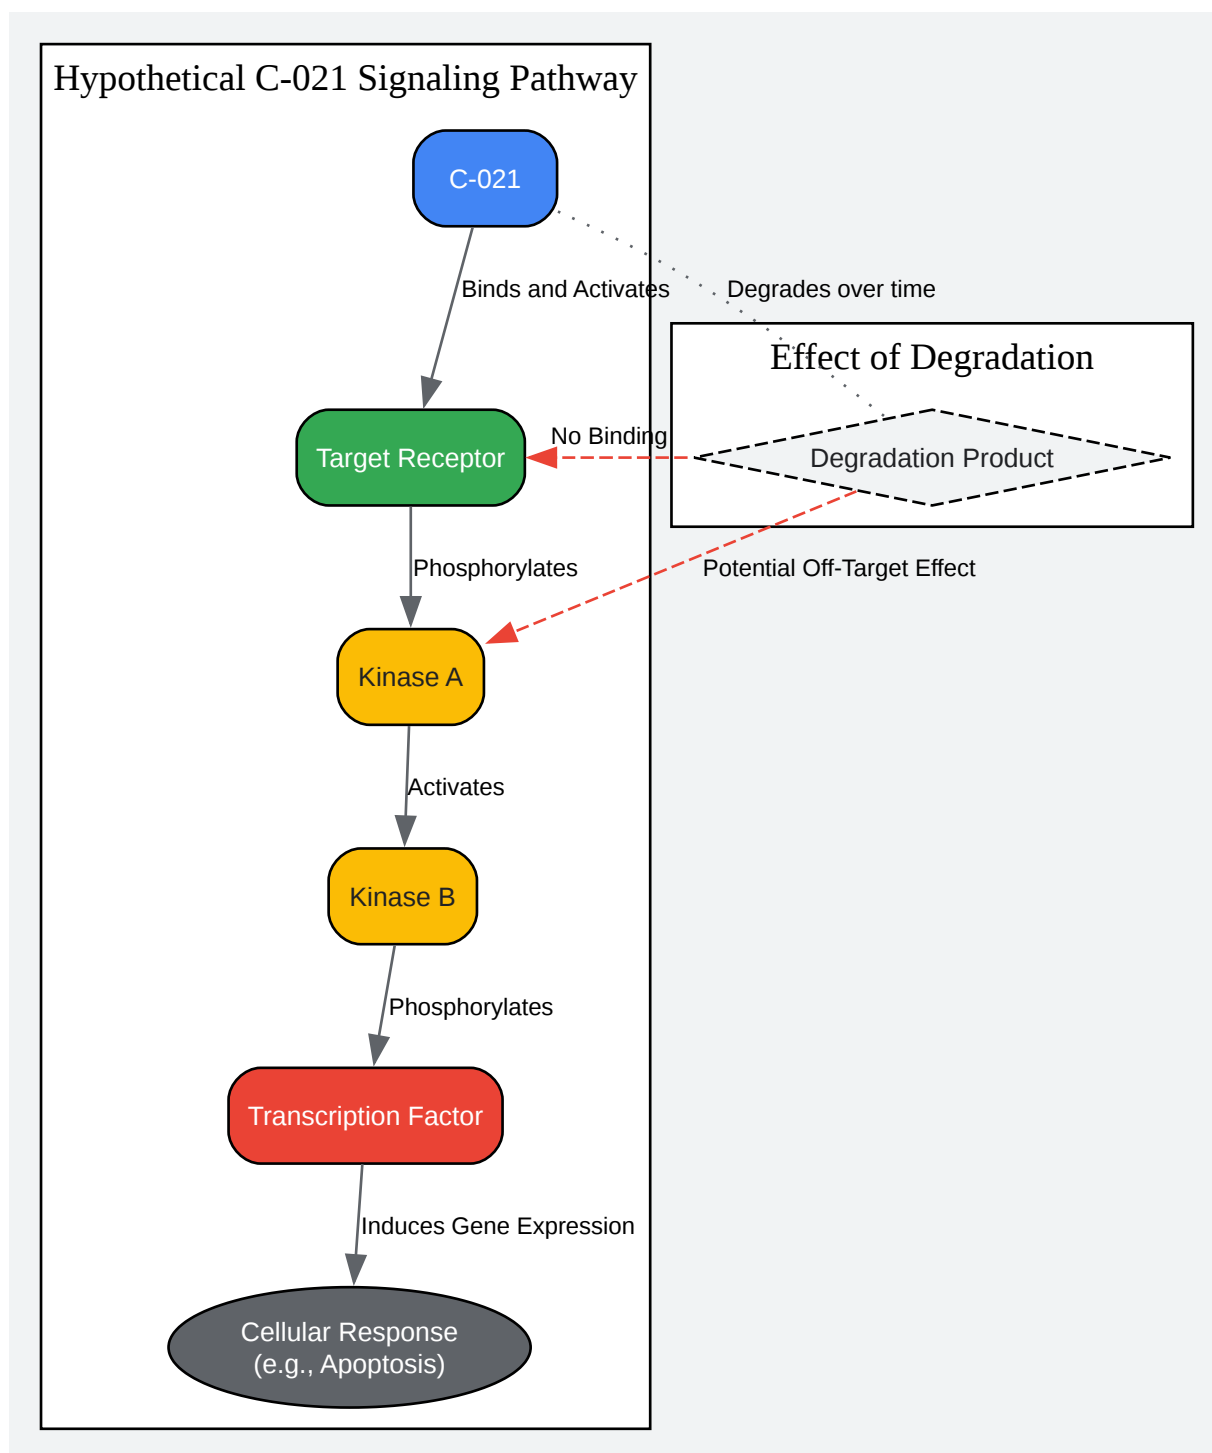 Hypothetical C-021 Signaling Pathway
C-021
Binds and Activates
Degrades over time
Effect of Degradation
Target Receptor
No Binding
Degradation Product
Phosphorylates
Potential Off-Target Effect
Kinase A
Activates
Kinase B
Phosphorylates
Transcription Factor
Induces Gene Expression
Cellular Response
(e.g., Apoptosis)